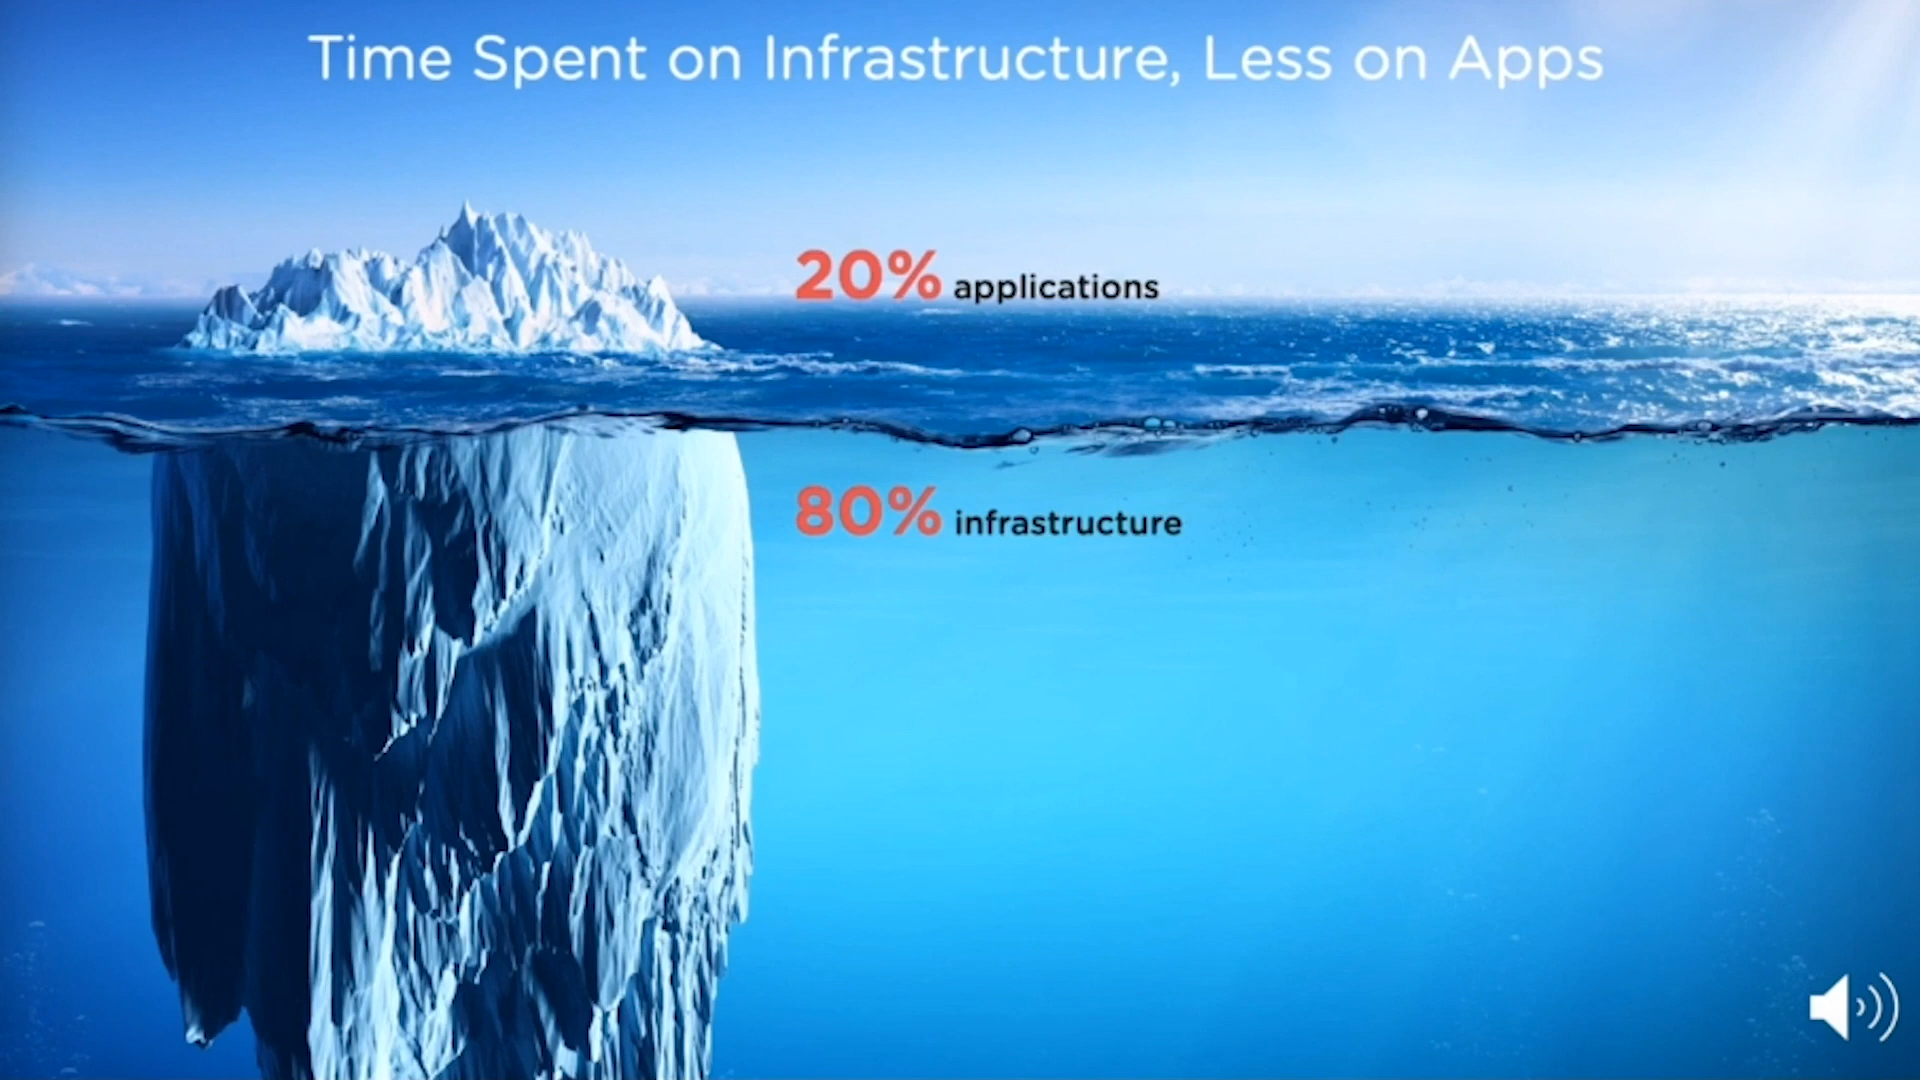 Time Spent on Infrastructure, Less on Apps
20% applications
80% infrastructure